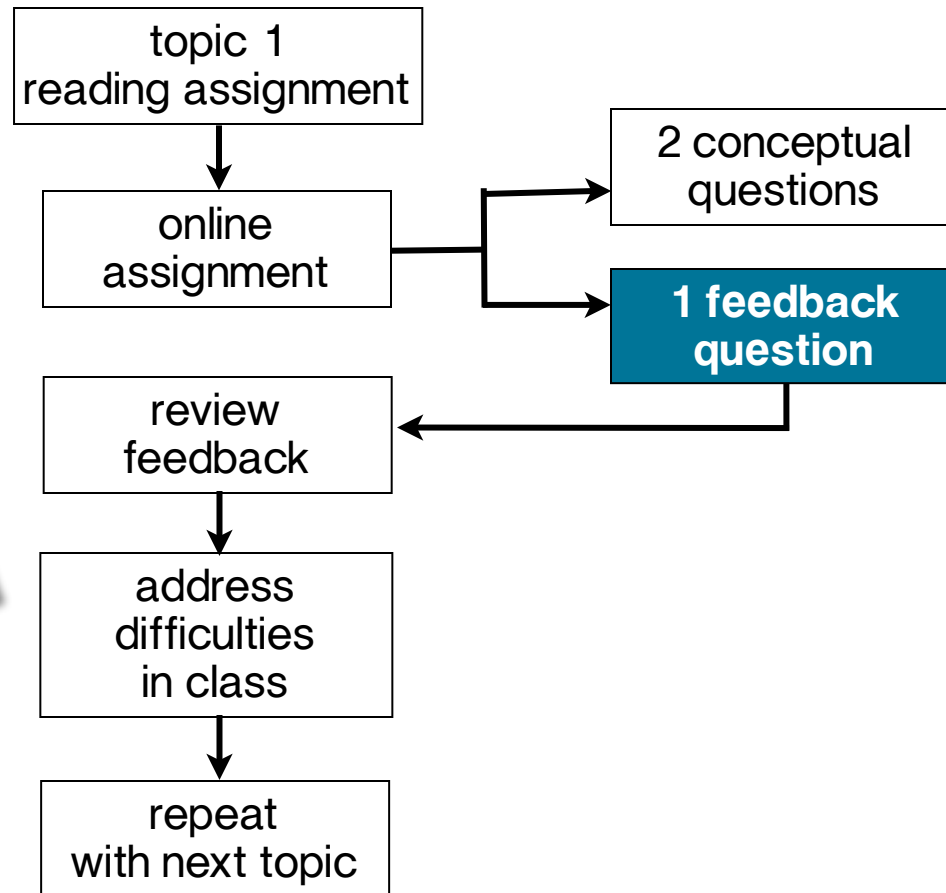 topic 1
reading assignment
online
assignment
2 conceptual
questions
1 feedback
question
review
feedback
address
difficulties
in class
repeat
with next topic